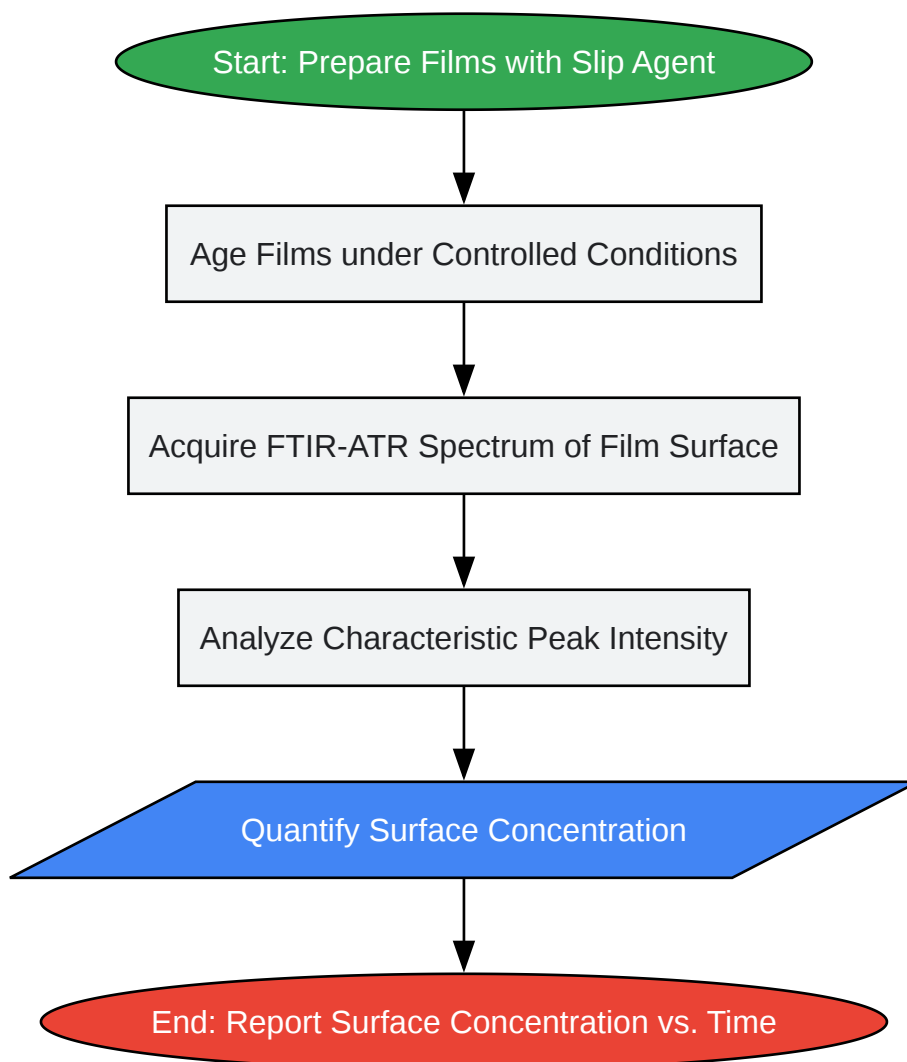 Start: Prepare Films with Slip Agent
Age Films under Controlled Conditions
Acquire FTIR-ATR Spectrum of Film Surface
Analyze Characteristic Peak Intensity
Quantify Surface Concentration
End: Report Surface Concentration vs. Time